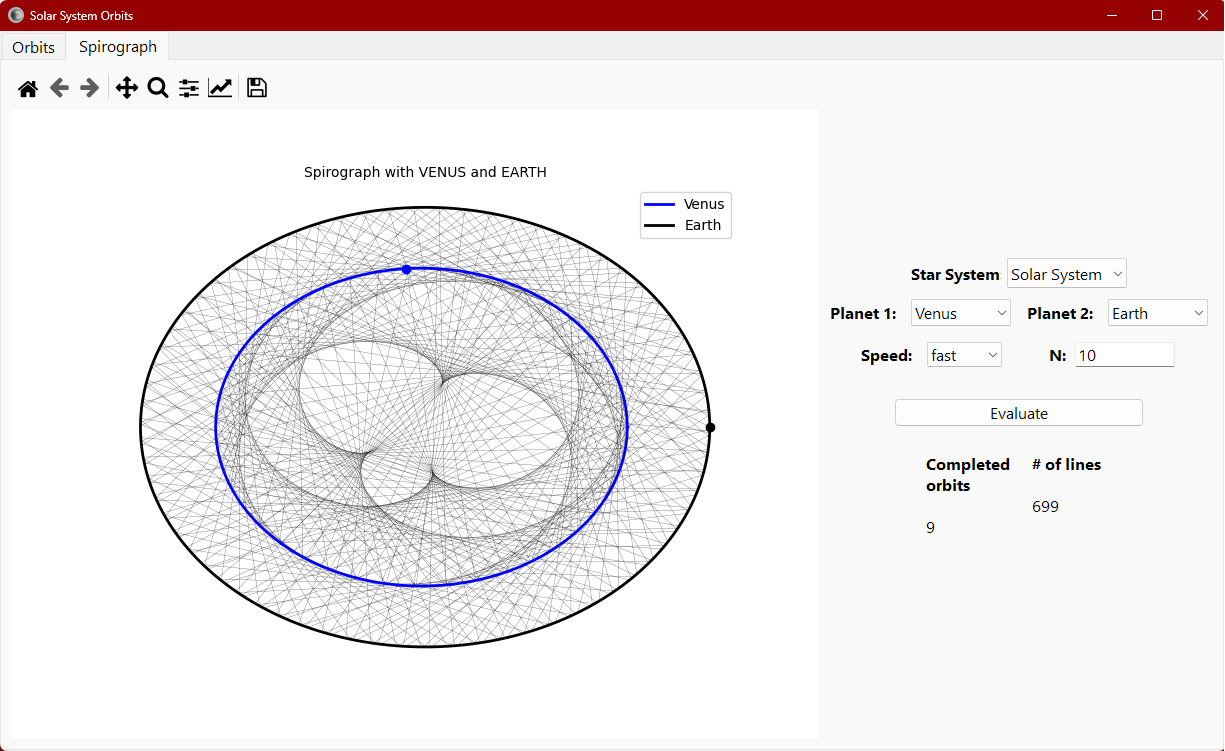 Solar System Orbits
Orbits
Spirograph
Spirograph with VENUS and EARTH
Venus
Earth
Star System
Solar System
Planet 1:
Venus
Planet 2:
Earth
Speed:
fast
N:
10
Evaluate
Completed
orbits
# of lines
699
9